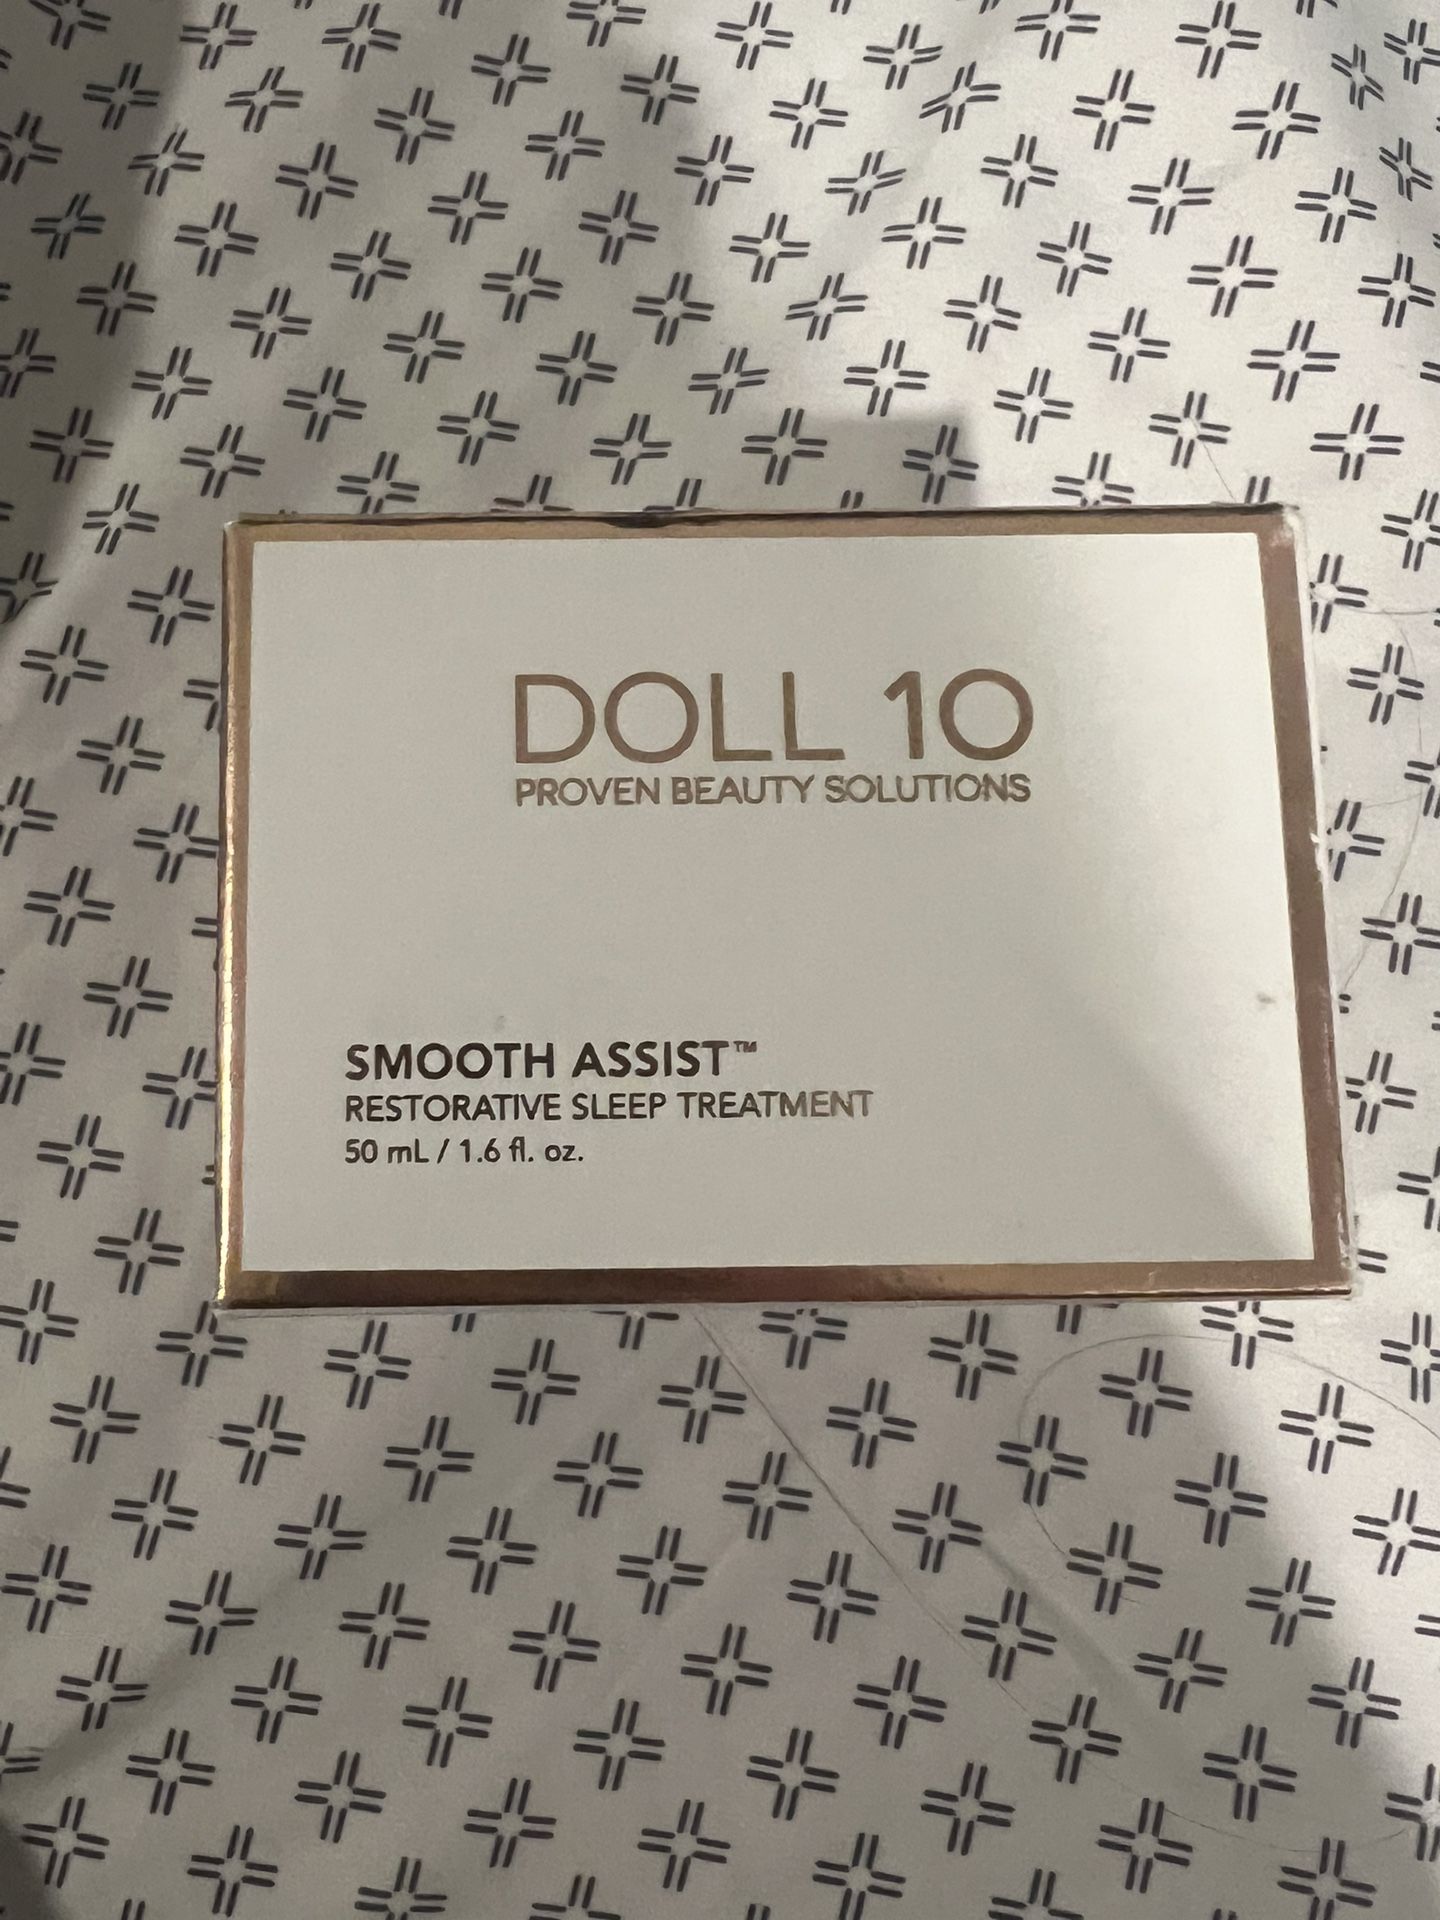 DOLL 10
PROVEN BEAUTY SOLUTIONS
SMOOTH ASSIST™
RESTORATIVE SLEEP TREATMENT
50 mL / 1.6 fl. oz.